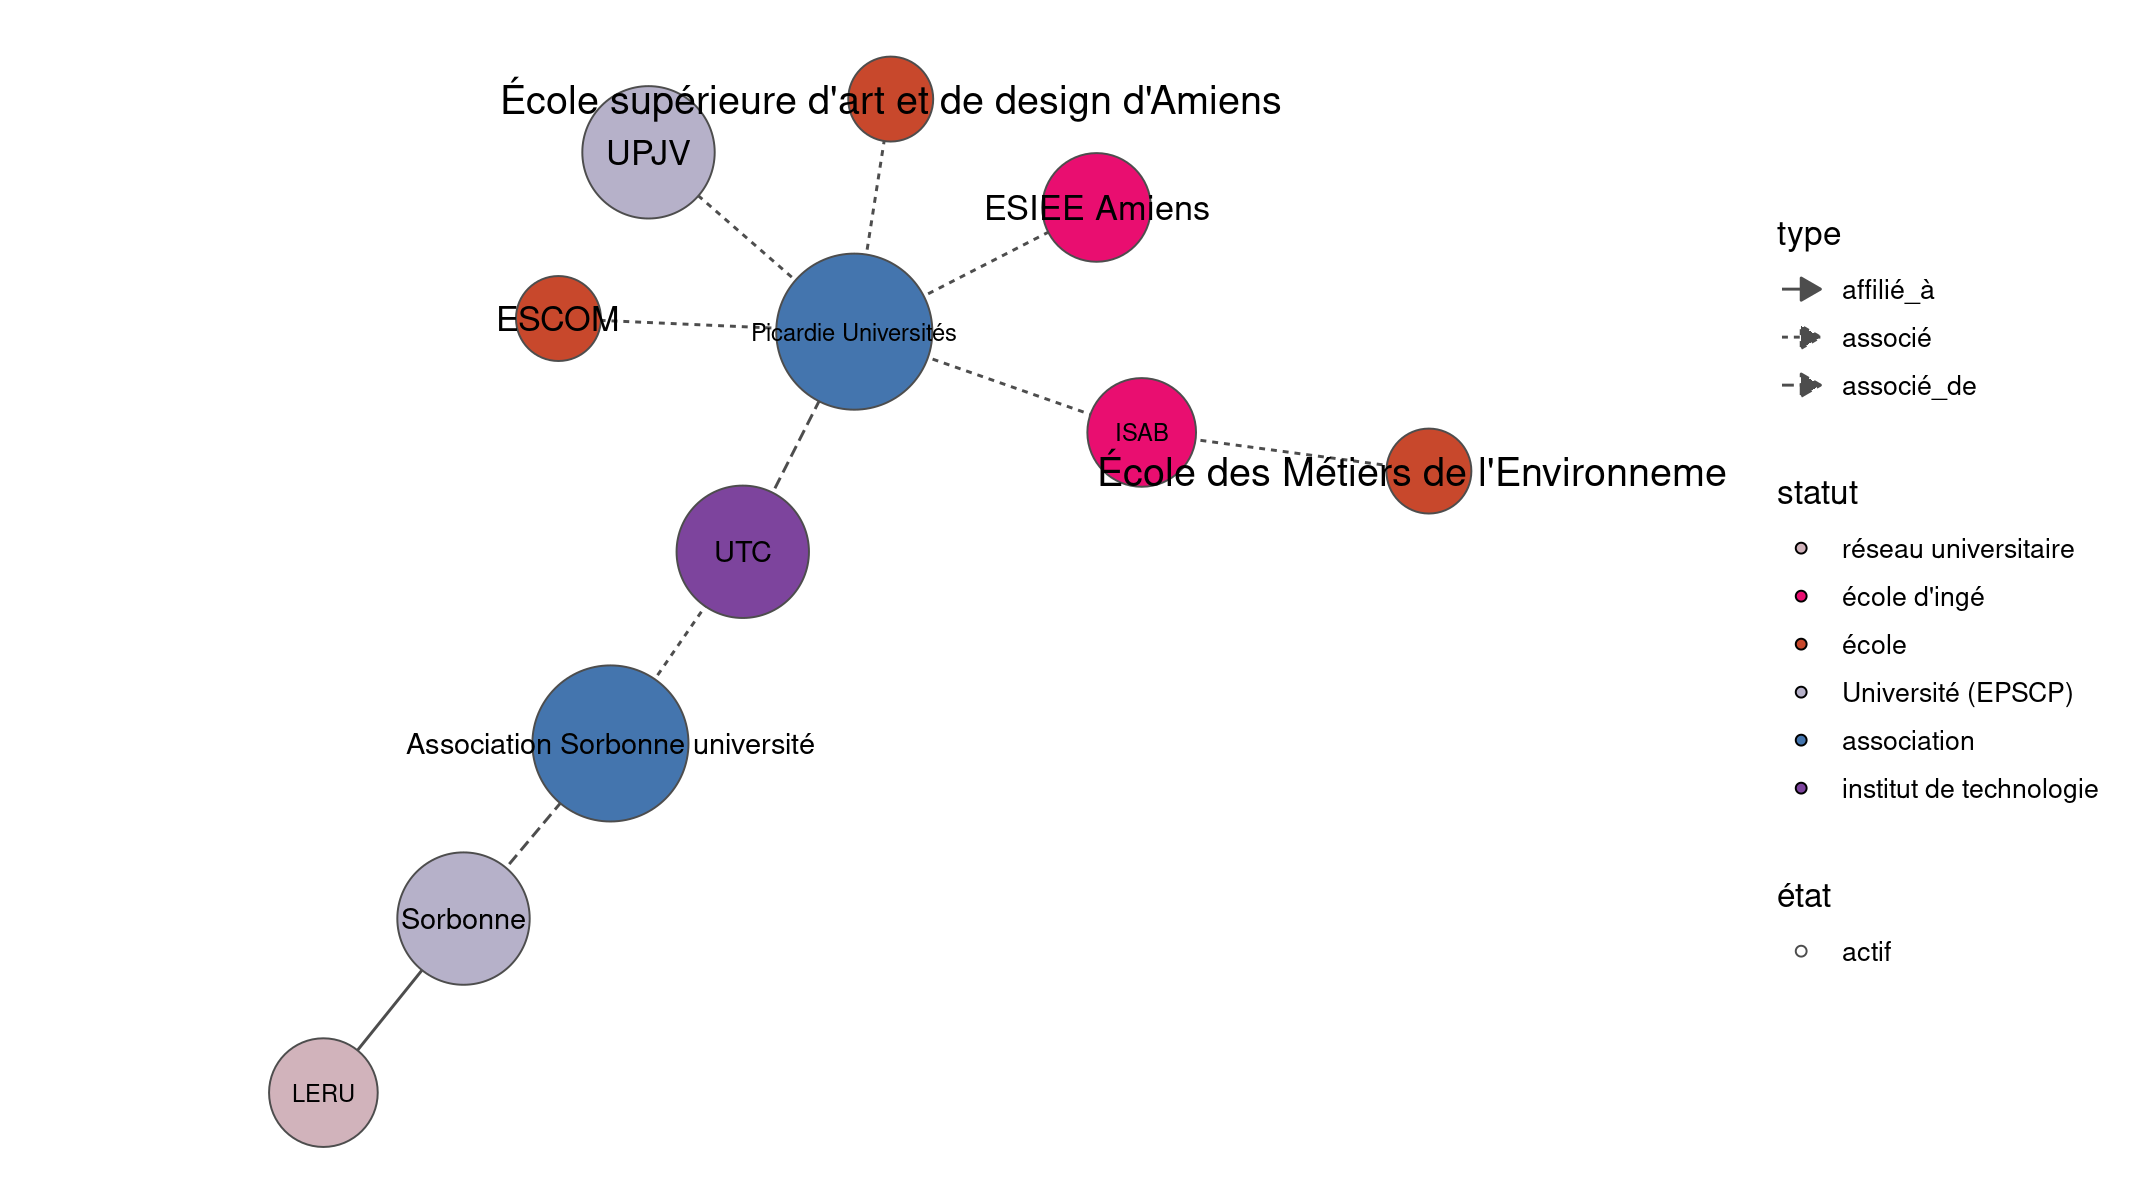 École supérieure d'art et de design d'Amiens
UPJV
ESIEE Amiens
ESCOM
Picardie Universités
ISAB
École des Métiers de l'Environneme
UTC
Association Sorbonne université
Sorbonne
LERU
type
affilié_à
associé
associé_de
statut
réseau universitaire
école d'ingé
école
Université (EPSCP)
association
institut de technologie
état
actif